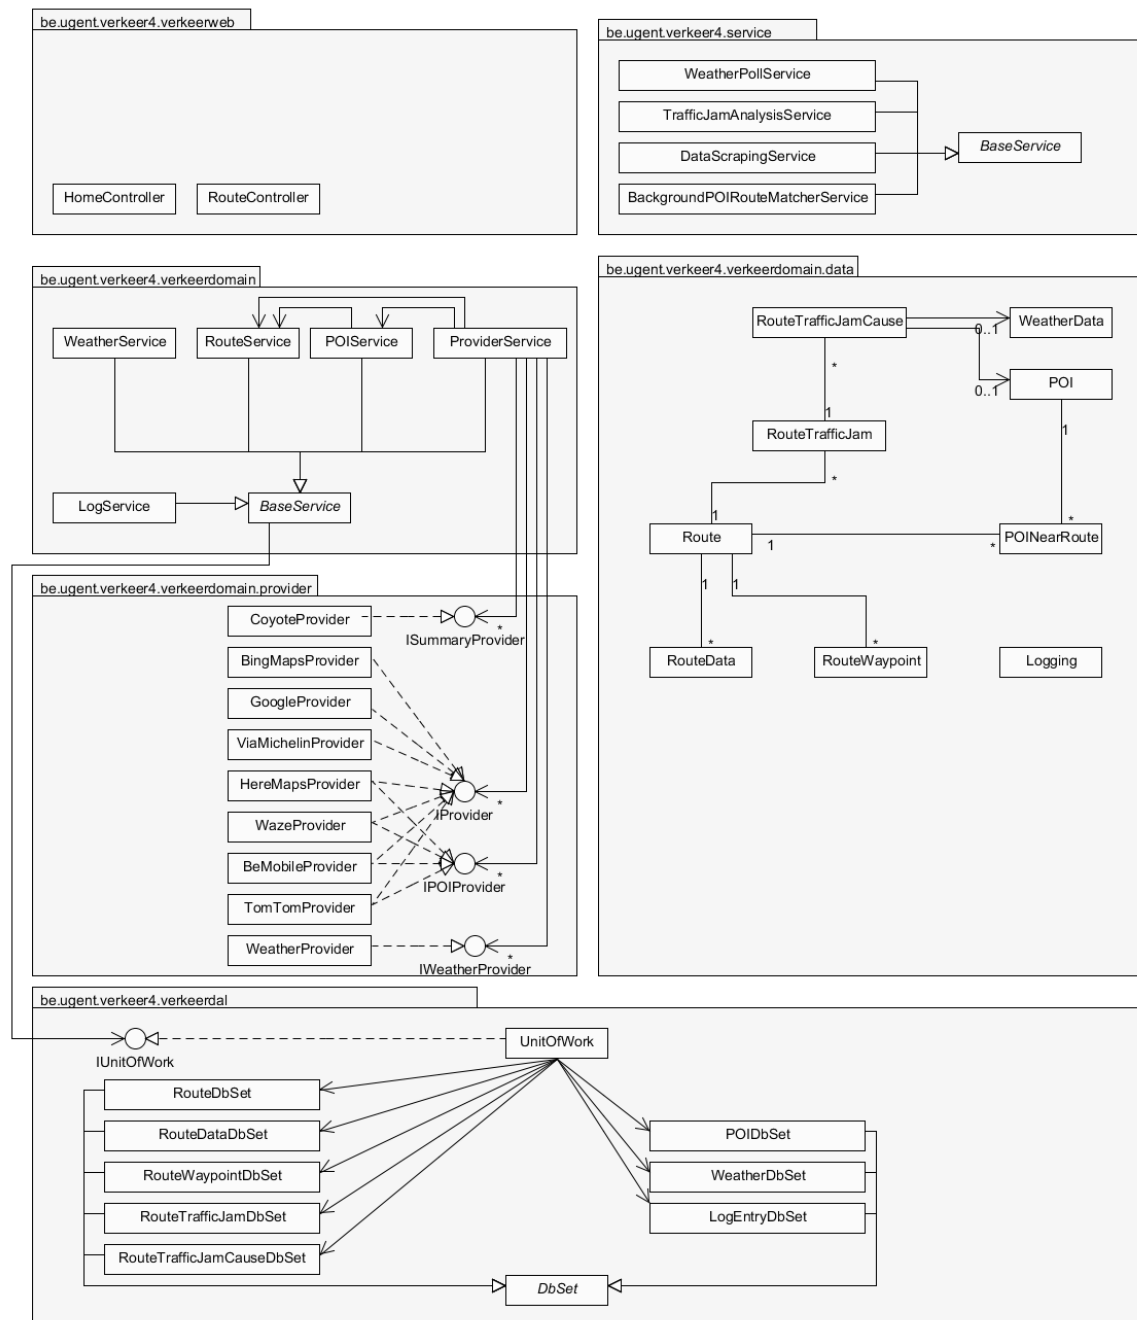 be.ugent.verkeer4.verkeerweb
HomeController
RouteController
be.ugent.verkeer4.service
WeatherPollService
TrafficJamAnalysisService
DataScrapingService
BackgroundPOIRouteMatcherService
BaseService
be.ugent.verkeer4.verkeerdomain
WeatherService
RouteService
POIService
ProviderService
LogService
BaseService
be.ugent.verkeer4.verkeerdomain.data
RouteTrafficJamCause
WeatherData
0..1
POI
0..1
*
1
RouteTrafficJam
1
*
1
*
Route
1
*
POINearRoute
1
1
*
*
RouteData
RouteWaypoint
Logging
be.ugent.verkeer4.verkeerdomain.provider
CoyoteProvider
*
ISummaryProvider
BingMapsProvider
GoogleProvider
ViaMichelinProvider
HereMapsProvider
*
IProvider
WazeProvider
BeMobileProvider
*
IPOIProvider
TomTomProvider
WeatherProvider
*
IWeatherProvider
be.ugent.verkeer4.verkeerdal
IUnitOfWork
UnitOfWork
RouteDbSet
RouteDataDbSet
RouteWaypointDbSet
RouteTrafficJamDbSet
RouteTrafficJamCauseDbSet
POIDbSet
WeatherDbSet
LogEntryDbSet
DbSet